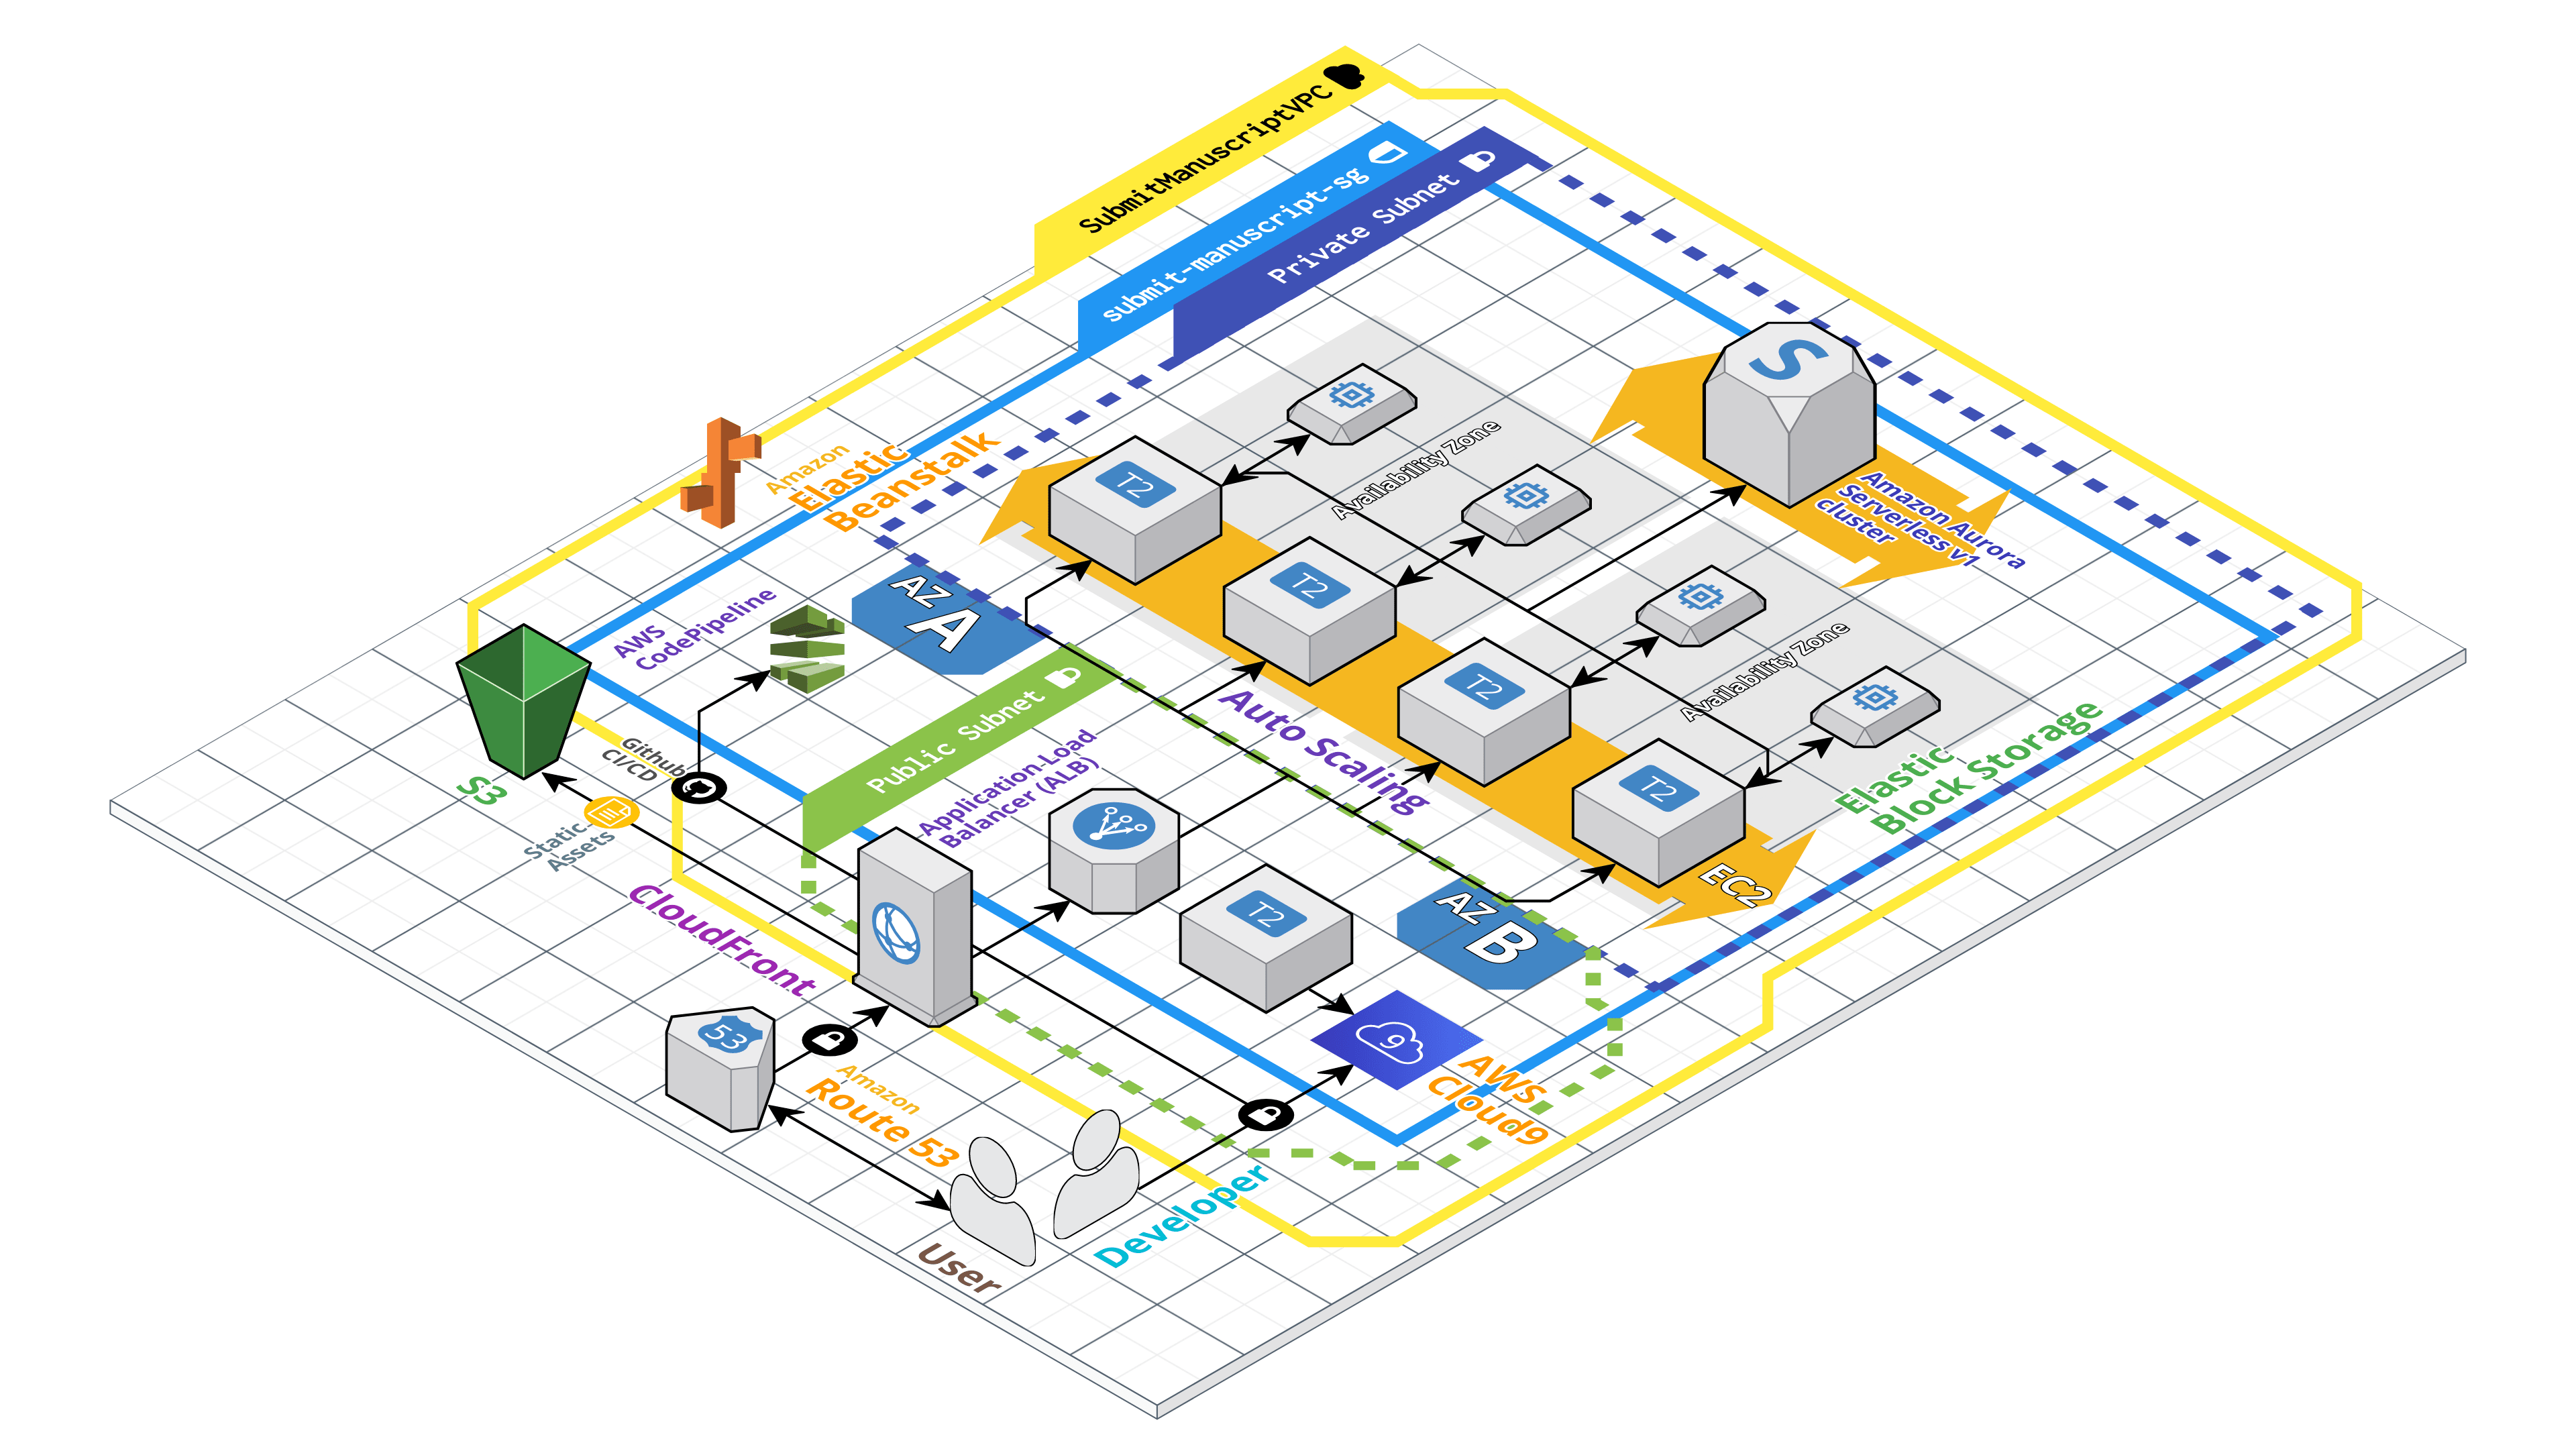 SubmitManuscriptVPC
submit-manuscript-sg
Private Subnet
Amazon
Elastic
Beanstalk
S
Availability Zone
T2
T2
T2
T2
Amazon Aurora
Serverless v1
cluster
AWS
CodePipeline
AZ
A
Availability Zone
Public Subnet
Auto Scaling
Elastic
Block Storage
S3
Github
CI/CD
Static
Assets
Application-Load
Balancer (ALB)
EC2
CloudFront
T2
AZ
B
53
9
AWS
Cloud9
Amazon
Route 53
Developer
User